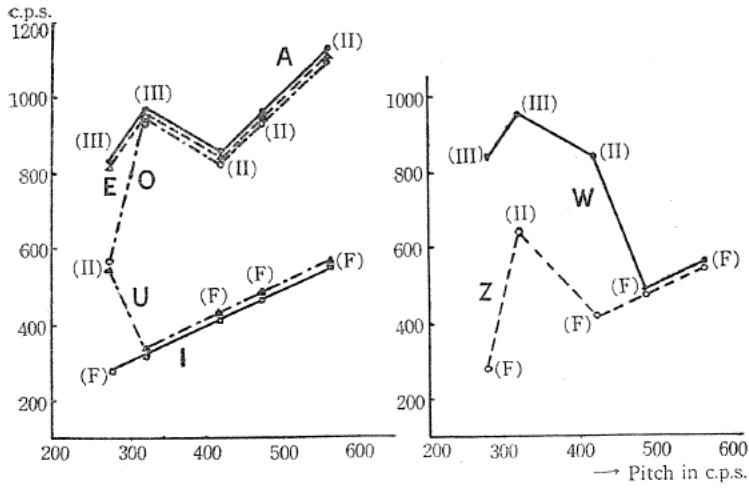 c.p.s.
1200
1000
800
600
400
200
200
300
400
500
600
(III)
(III)
(II)
(II)
(II)
(II)
(F)
(F)
(F)
(F)
A
E
O
U
I
1000
800
600
400
200
200
300
400
500
600
(III)
(III)
(II)
(II)
(F)
(F)
(F)
(F)
W
Z
→ Pitch in c.p.s.